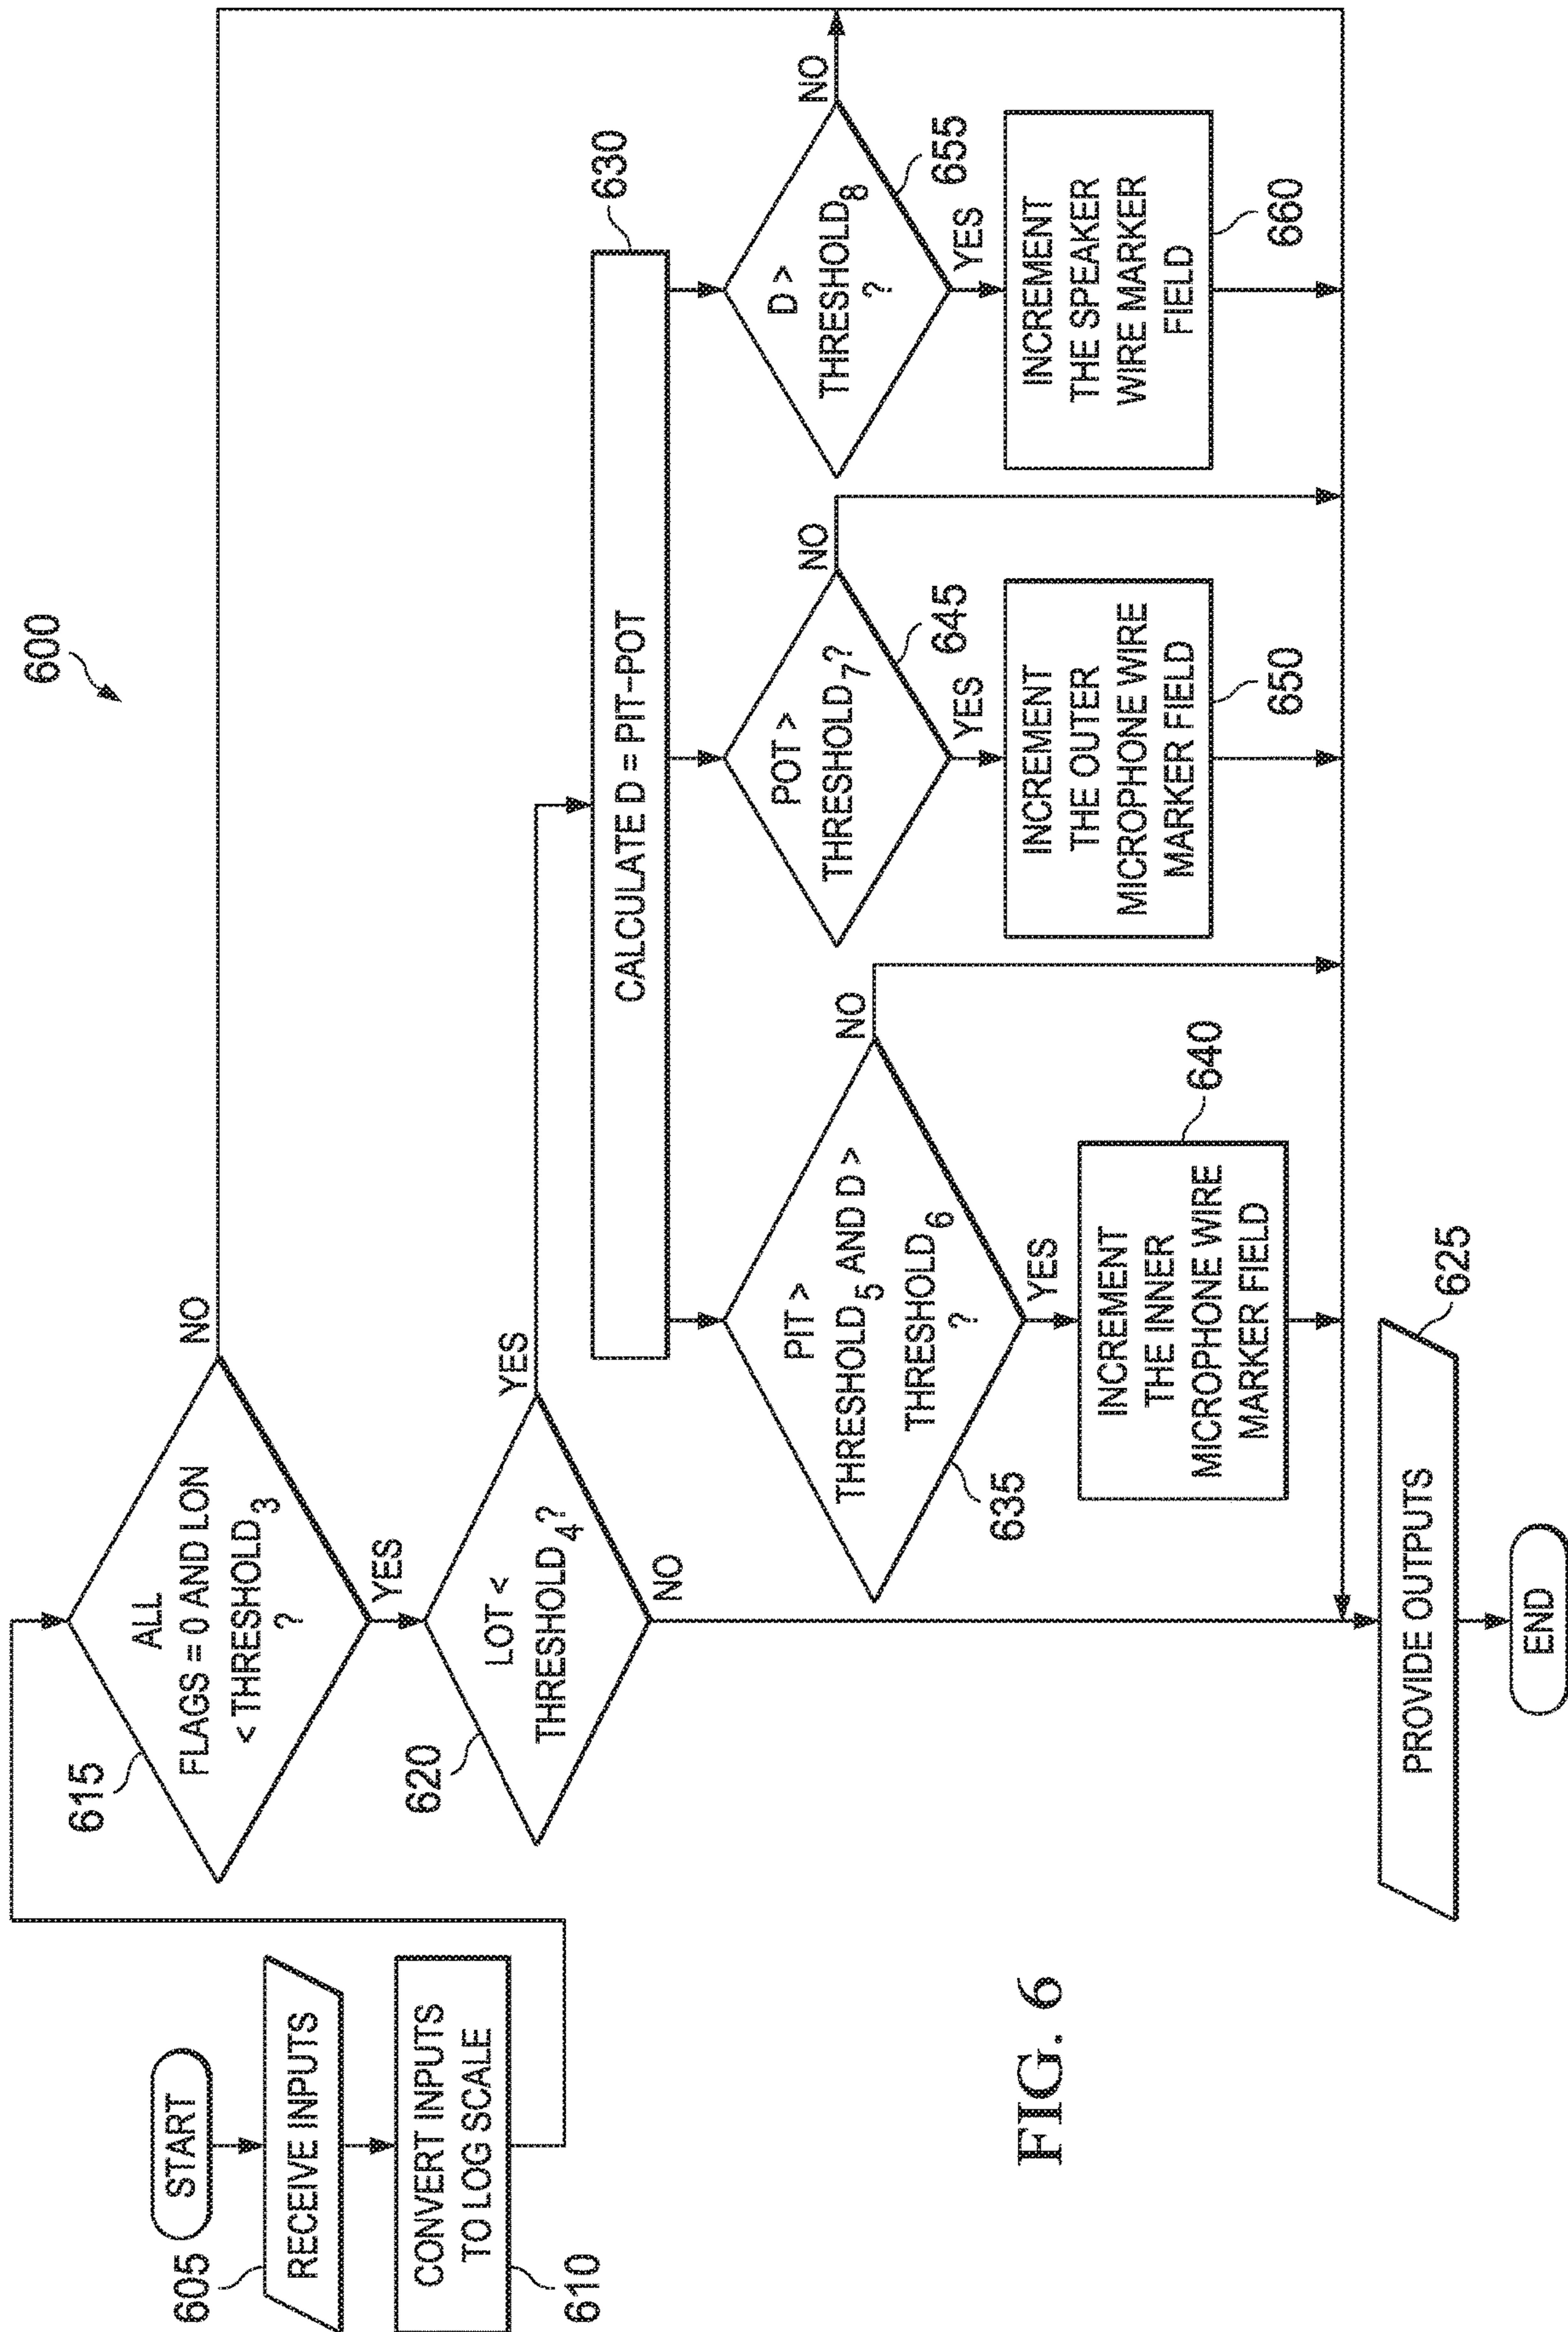 600
START
605
RECEIVE INPUTS
CONVERT INPUTS
TO LOG SCALE
610
ALL
FLAGS = 0 AND LON
< THRESHOLD3
?
615
NO
YES
LOT <
THRESHOLD4?
620
YES
NO
CALCULATE D = PIT-POT
630
PIT >
THRESHOLD5 AND D >
THRESHOLD6
?
635
NO
YES
INCREMENT
THE INNER
MICROPHONE WIRE
MARKER FIELD
640
POT >
THRESHOLD7?
645
NO
YES
INCREMENT
THE OUTER
MICROPHONE WIRE
MARKER FIELD
650
D >
THRESHOLD8
?
655
NO
YES
INCREMENT
THE SPEAKER
WIRE MARKER
FIELD
660
PROVIDE OUTPUTS
625
END
FIG. 6